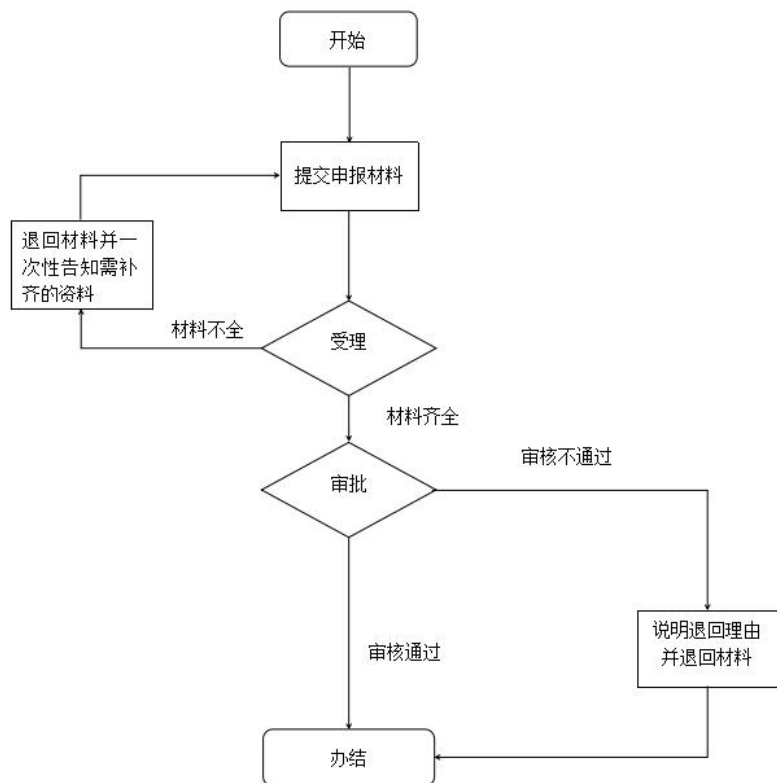 开始
提交申报材料
退回材料并一
次性告知需补
齐的资料
材料不全
受理
材料齐全
审批
审核不通过
说明退回理由
并退回材料
审核通过
办结